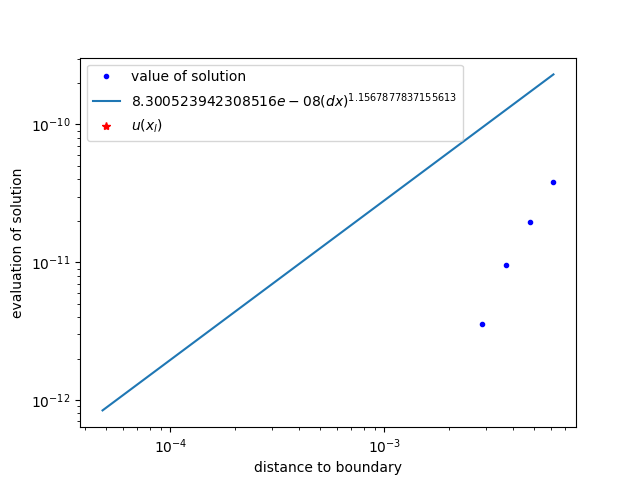 value of solution
8.300523942308516e − 08(dx)^1.1567877837155613
u(x_l)
10^−10
10^−11
10^−12
10^−4
10^−3
evaluation of solution
distance to boundary